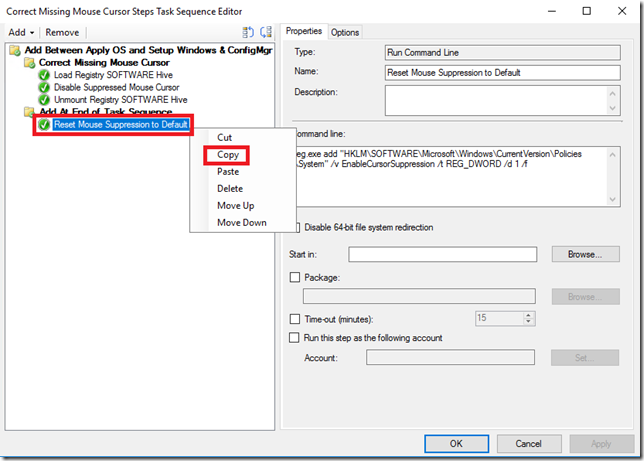 Correct Missing Mouse Cursor Steps Task Sequence Editor
Add
Remove
Add Between Apply OS and Setup Windows & ConfigMgr
Correct Missing Mouse Cursor
Load Registry SOFTWARE Hive
Disable Suppressed Mouse Cursor
Unmount Registry SOFTWARE Hive
Add At End of Task Sequence
Reset Mouse Suppression to Default
Cut
Copy
Paste
Delete
Move Up
Move Down
Properties
Options
Type:
Run Command Line
Name:
Reset Mouse Suppression to Default
Description:
ommand line:
eg.exe add "HKLM\SOFTWARE\Microsoft\Windows\CurrentVersion\Policies
\System" /v EnableCursorSuppression /t REG_DWORD /d 1 /f
Disable 64-bit file system redirection
Start in:
Browse...
Package:
Browse...
Time-out (minutes):
15
Run this step as the following account
Account:
Set...
OK
Cancel
Apply